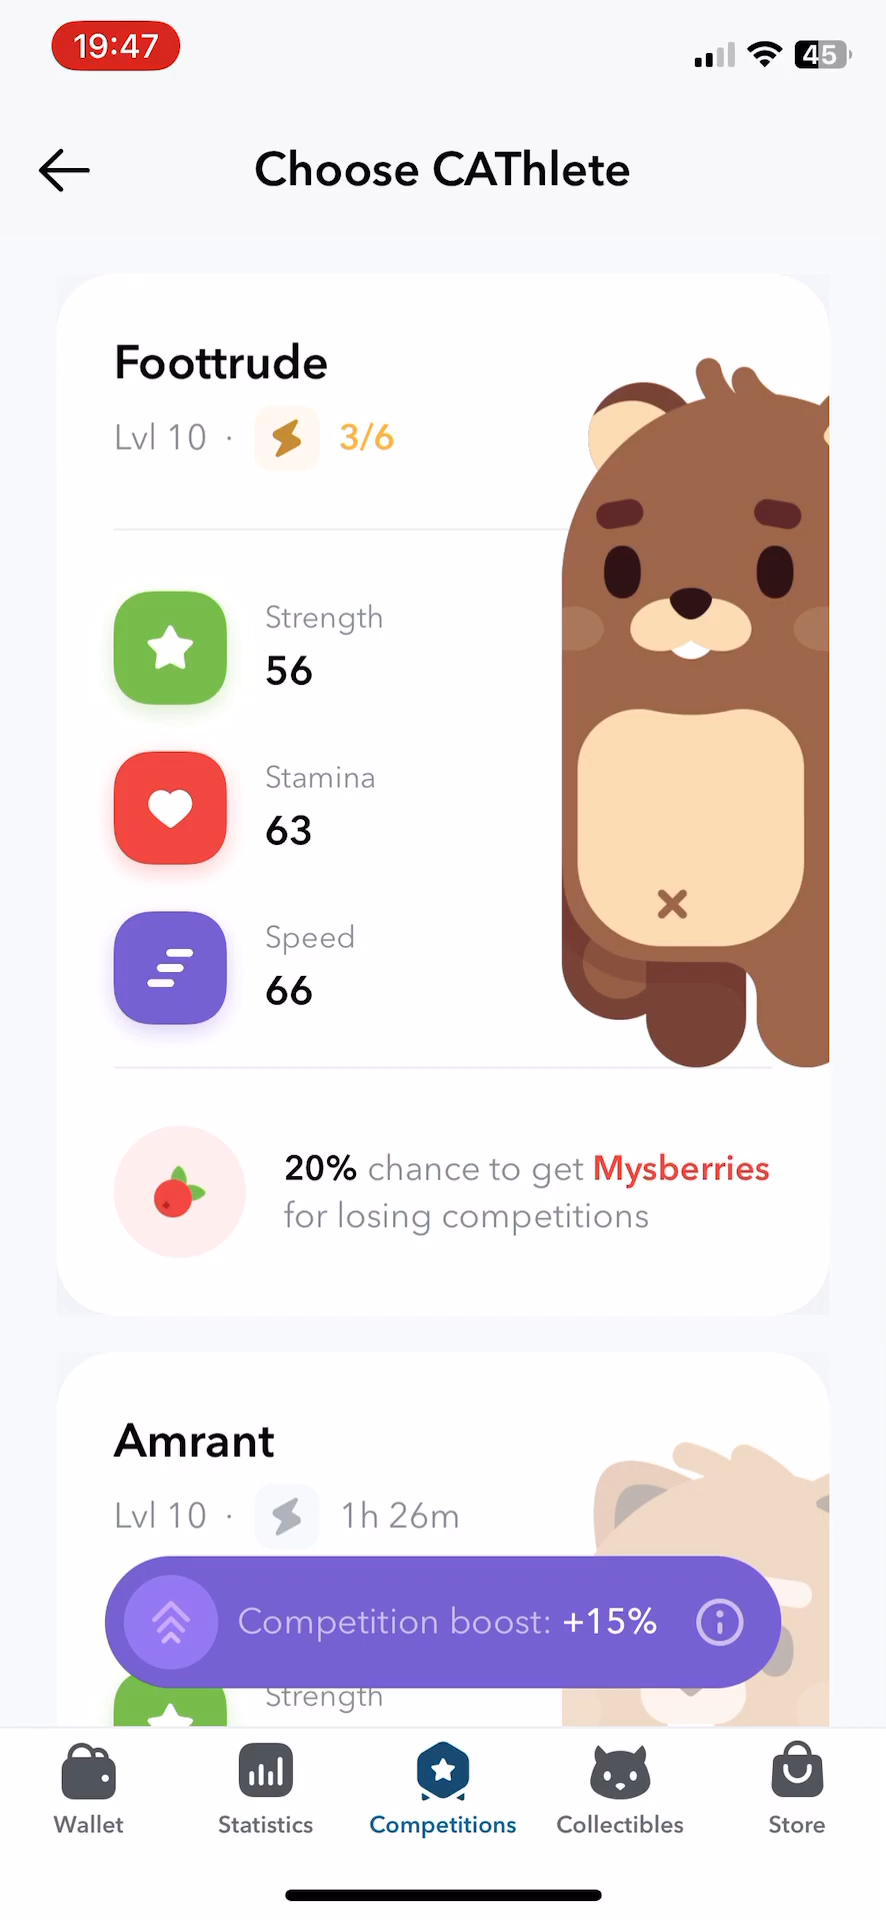 19:47
45
Choose CAThlete
Foottrude
Lvl 10 · 3/6
Strength
56
Stamina
63
Speed
66
20% chance to get Mysberries
for losing competitions
Amrant
Lvl 10 · 1h 26m
Competition boost: +15%
Strength
Wallet
Statistics
Competitions
Collectibles
Store